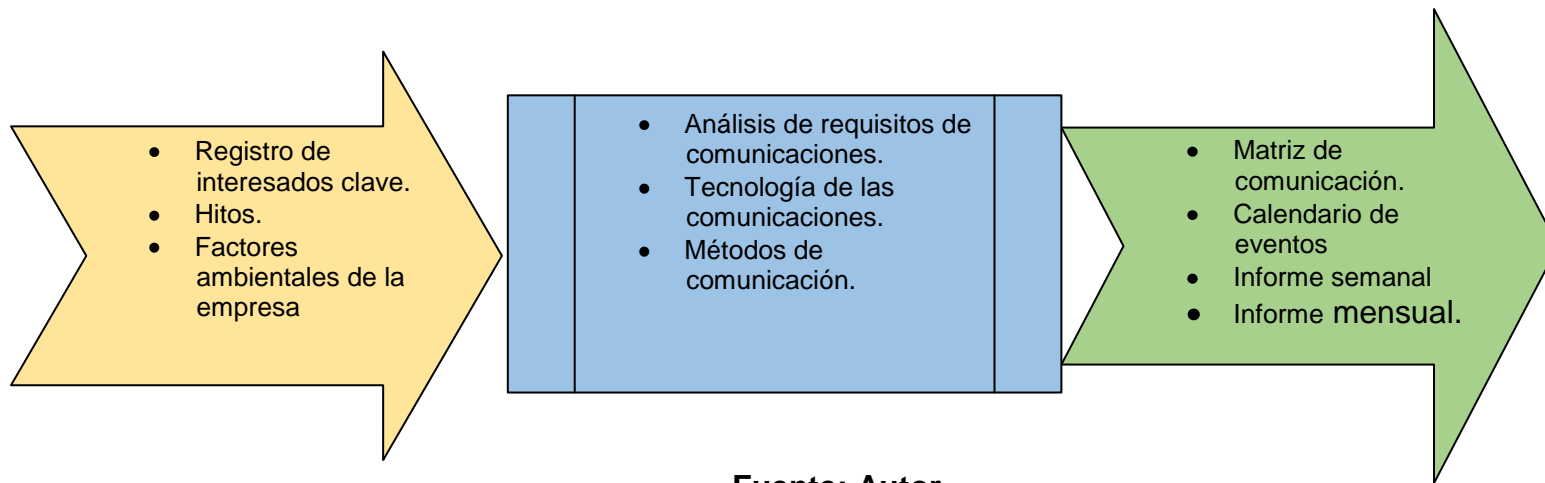 • Registro de
interesados clave.
• Hitos.
• Factores
ambientales de la
empresa
• Análisis de requisitos de
comunicaciones.
• Tecnología de las
comunicaciones.
• Métodos de
comunicación.
• Matriz de
comunicación.
• Calendario de
eventos
• Informe semanal
• Informe mensual.
Fuente: Autor